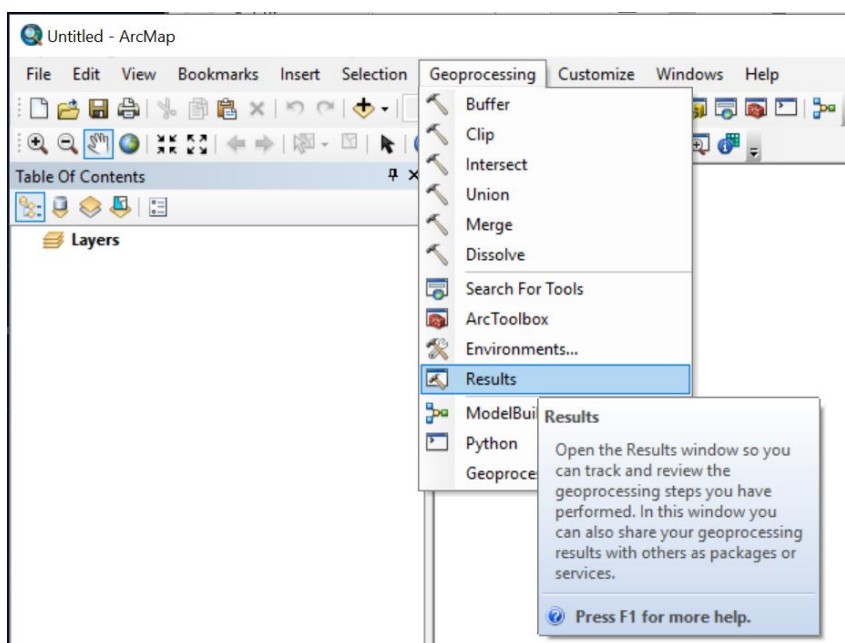 Untitled - ArcMap
File Edit View Bookmarks Insert Selection Geoprocessing Customize Windows Help
Table Of Contents
Layers
Buffer
Clip
Intersect
Union
Merge
Dissolve
Search For Tools
ArcToolbox
Environments...
Results
ModelBui
Python
Geoproce
Results
Open the Results window so you
can track and review the
geoprocessing steps you have
performed. In this window you
can also share your geoprocessing
results with others as packages or
services.
Press F1 for more help.